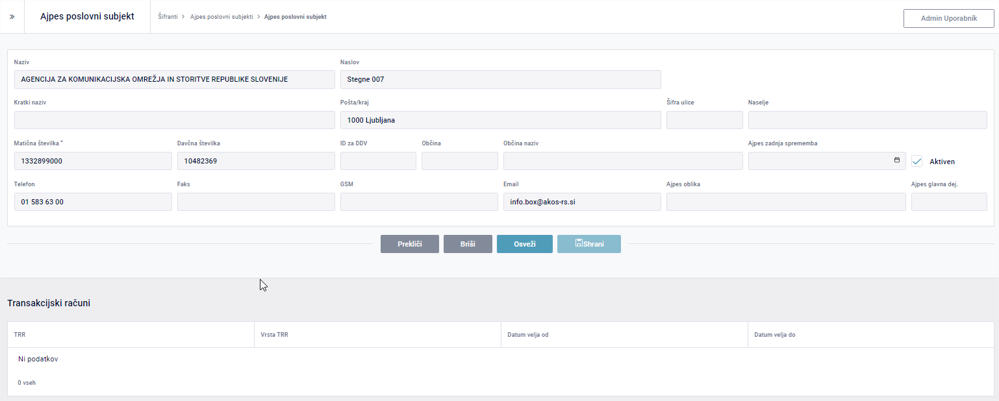 » Ajpes poslovni subjekt Šifranti > Ajpes poslovni subjekti > Ajpes poslovni subjekt Admin Uporabnik
Naziv Naslov
AGENCIJA ZA KOMUNIKACIJSKA OMREŽJA IN STORITVE REPUBLIKE SLOVENIJE Stegne 007
Kratki naziv Pošta/kraj Šifra ulice Naselje
1000 Ljubljana
Matična številka * Davčna številka ID za DDV Občina Občina naziv Ajpes zadnja sprememba
1332899000 10482369 Aktiven
Telefon Faks GSM Email Ajpes oblika Ajpes glavna dej.
01 583 63 00 info.box@akos-rs.si
Prekliči Briši Osveži Shrani
Transakcijski računi
TRR Vrsta TRR Datum velja od Datum velja do
Ni podatkov
0 vseh